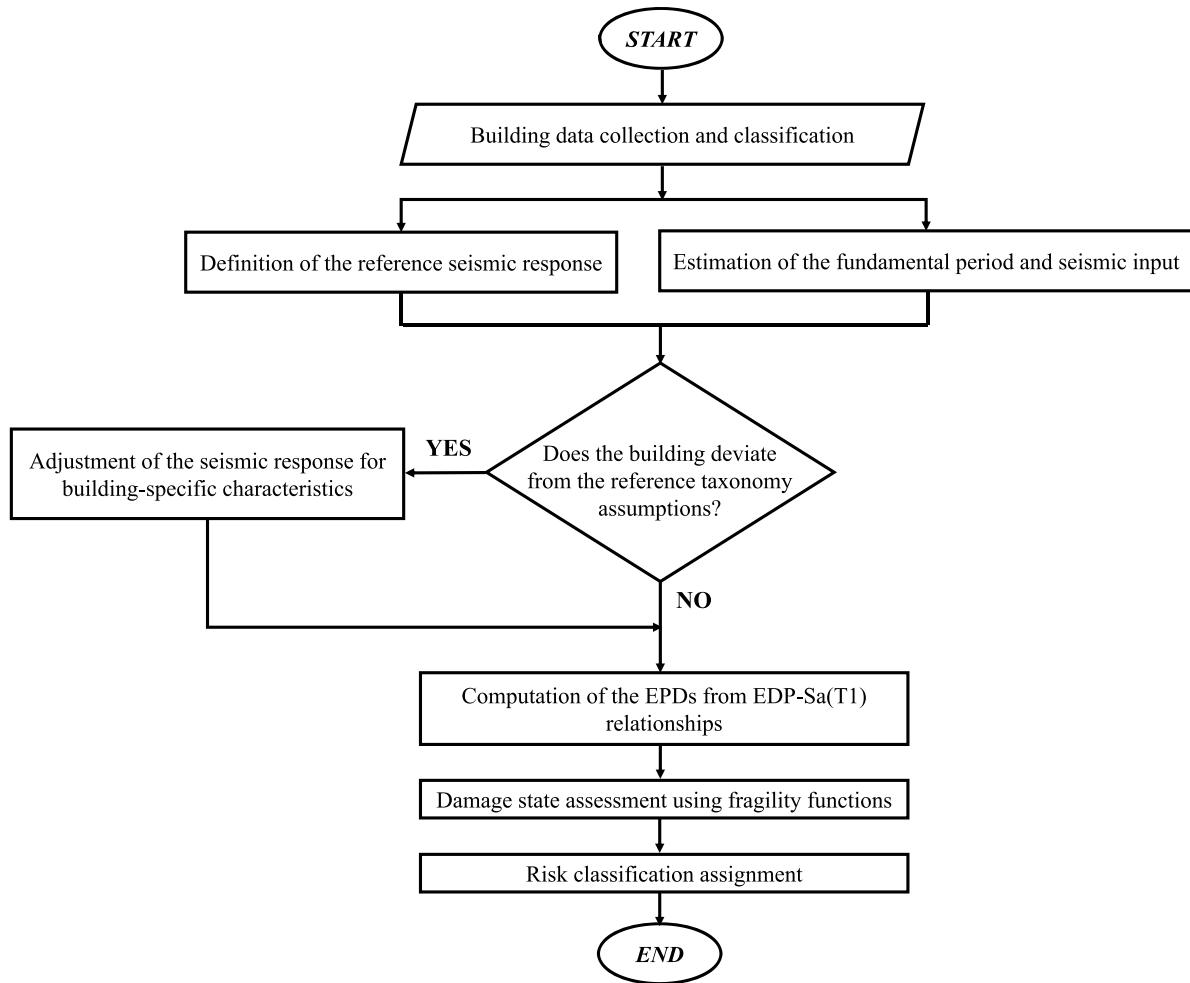 START
Building data collection and classification
Definition of the reference seismic response
Estimation of the fundamental period and seismic input
Does the building deviate
from the reference taxonomy
assumptions?
YES
Adjustment of the seismic response for
building-specific characteristics
NO
Computation of the EPDs from EDP-Sa(T1)
relationships
Damage state assessment using fragility functions
Risk classification assignment
END